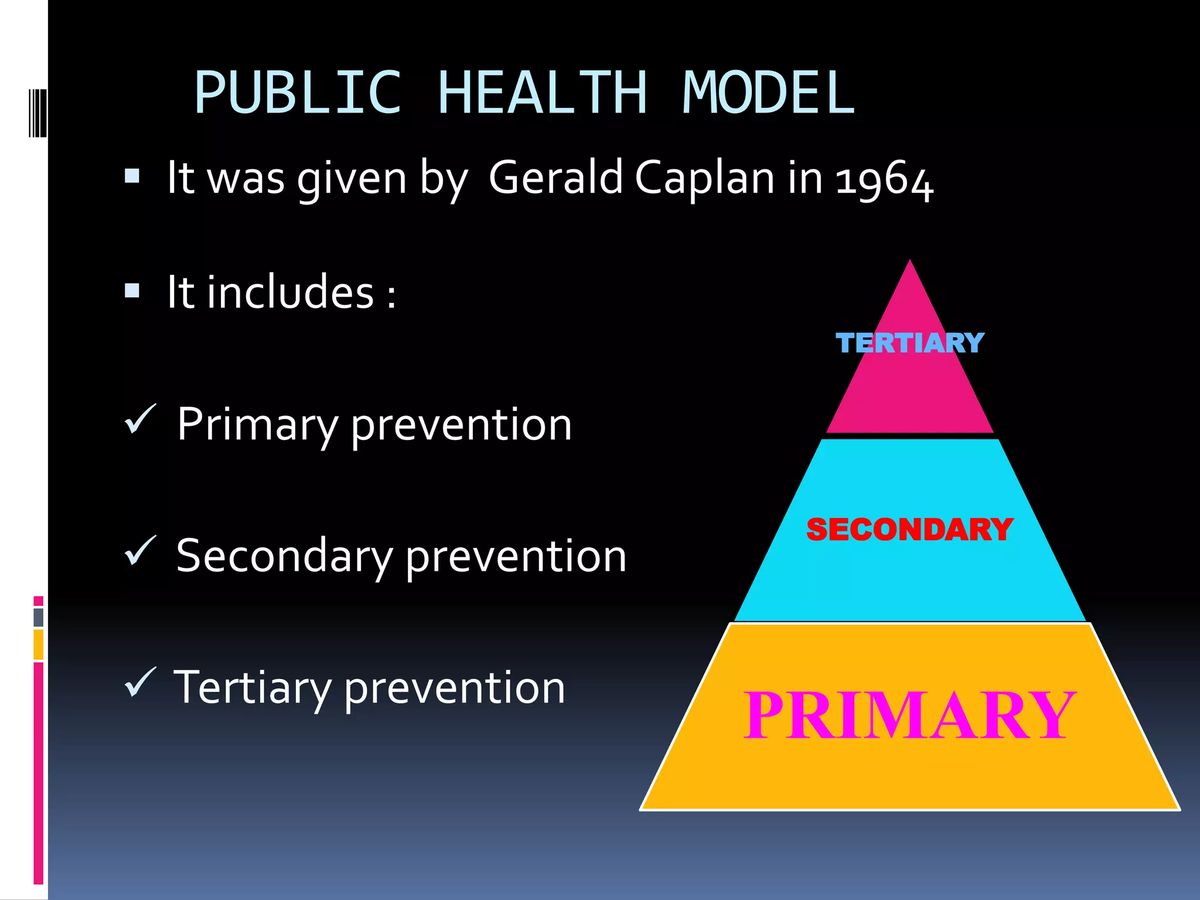 PUBLIC HEALTH MODEL
It was given by Gerald Caplan in 1964
It includes :
Primary prevention
Secondary prevention
Tertiary prevention
TERTIARY
SECONDARY
PRIMARY